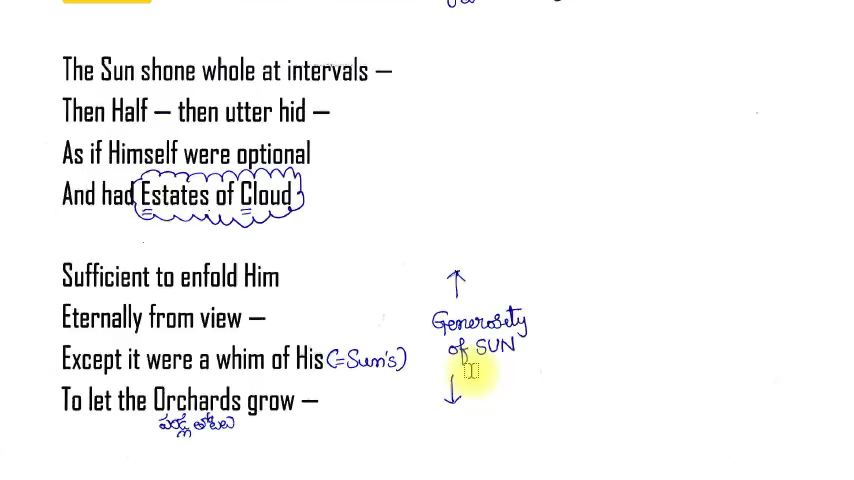 The Sun shone whole at intervals —
Then Half — then utter hid —
As if Himself were optional
And had Estates of Cloud
Sufficient to enfold Him
Eternally from view —
Except it were a whim of His (=Sun's)
To let the Orchards grow —
పండ్ల తోటలు
Generosity
of SUN